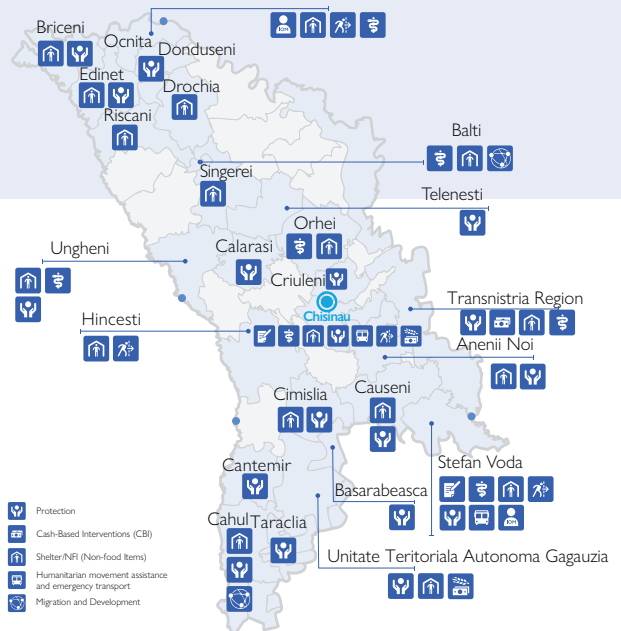 Briceni
Ocnita
Donduseni
Edinet
Drochia
Riscani
Balti
Singerei
Telenesti
Orhei
Ungheni
Calarasi
Criuleni
Transnistria Region
Chisinau
Hincesti
Anenii Noi
Cimislia
Causeni
Cantemir
Stefan Voda
Basarabeasca
Cahul
Taraclia
Unitate Teritoriala Autonoma Gagauzia
Protection
Cash-Based Interventions (CBI)
Shelter/NFI (Non-food Items)
Humanitarian movement assistance
and emergency transport
Migration and Development
IOM
IOM